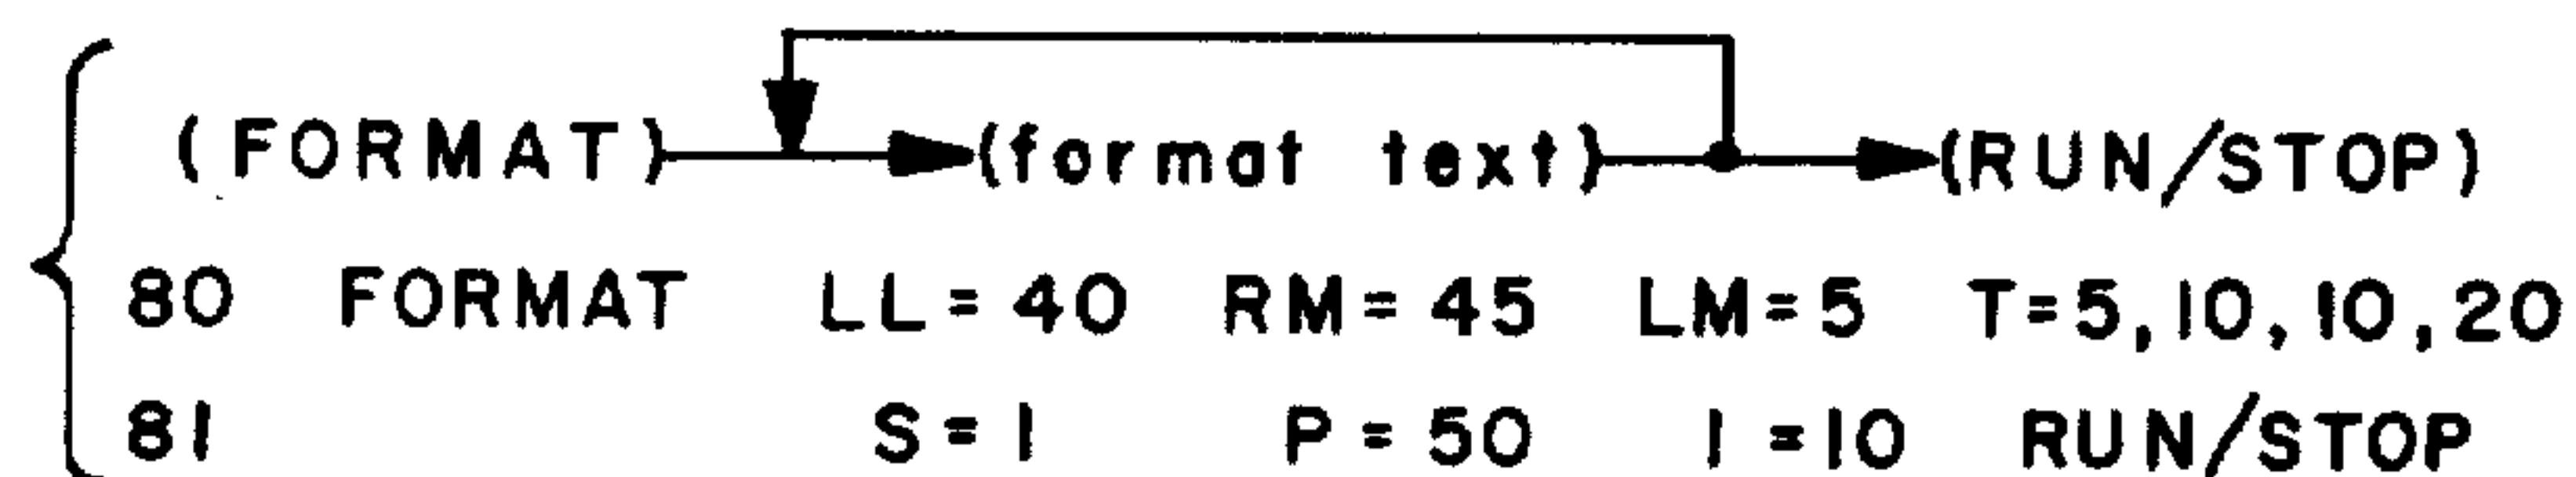 (FORMAT) (format text) (RUN/STOP)
80 FORMAT LL=40 RM=45 LM=5 T=5,10,10,20
81 S=1 P=50 I=10 RUN/STOP